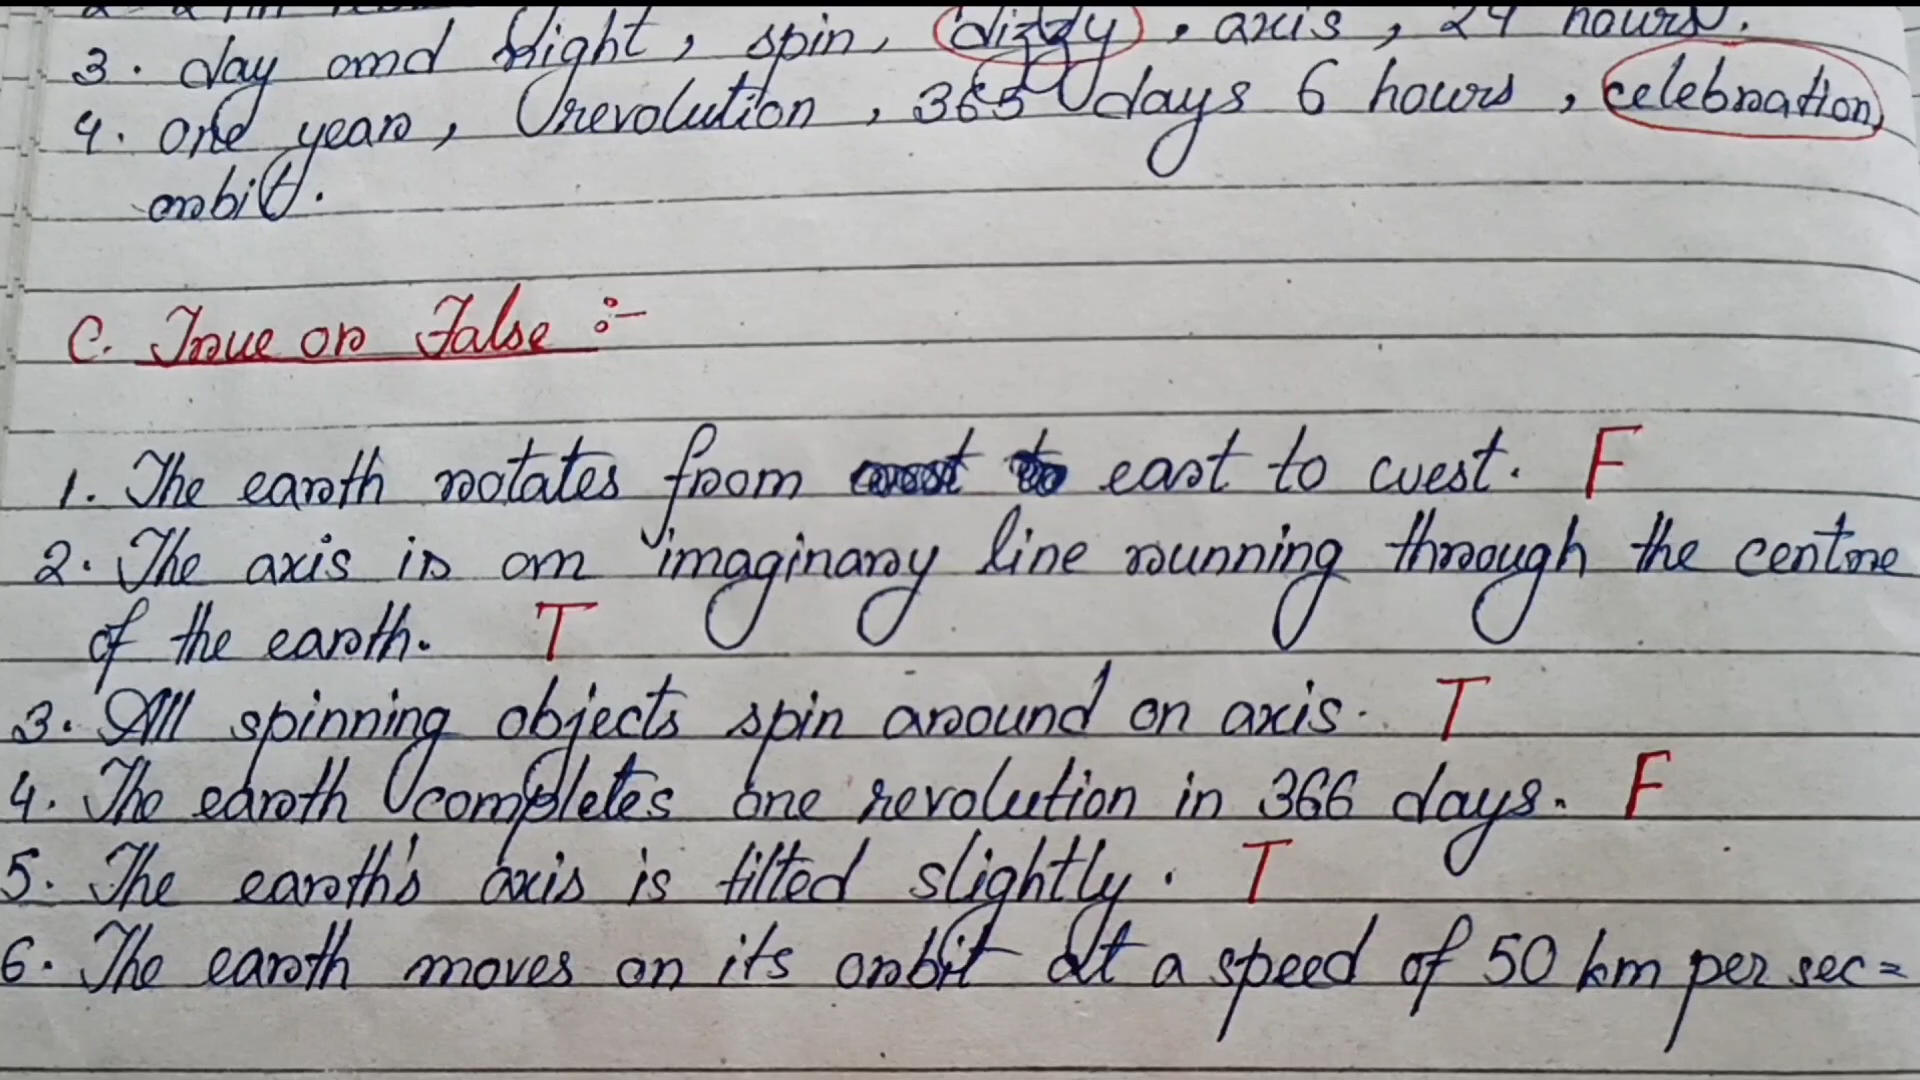 3. day and Night, spin, dizzy, axis, 24 hours.
4. one year, revolution, 365 days 6 hours, celebration,
orbit.
C. True or False :-
1. The earth rotates from east to west. F
2. The axis is an imaginary line running through the centre
of the earth. T
3. All spinning objects spin around on axis. T
4. The earth completes one revolution in 366 days. F
5. The earth's axis is tilted slightly. T
6. The earth moves on its orbit at a speed of 50 km per sec=